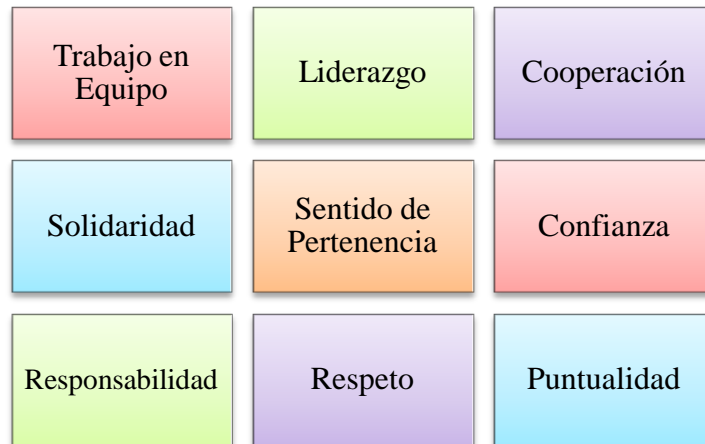 Trabajo en
Equipo
Liderazgo
Cooperación
Solidaridad
Sentido de
Pertenencia
Confianza
Responsabilidad
Respeto
Puntualidad